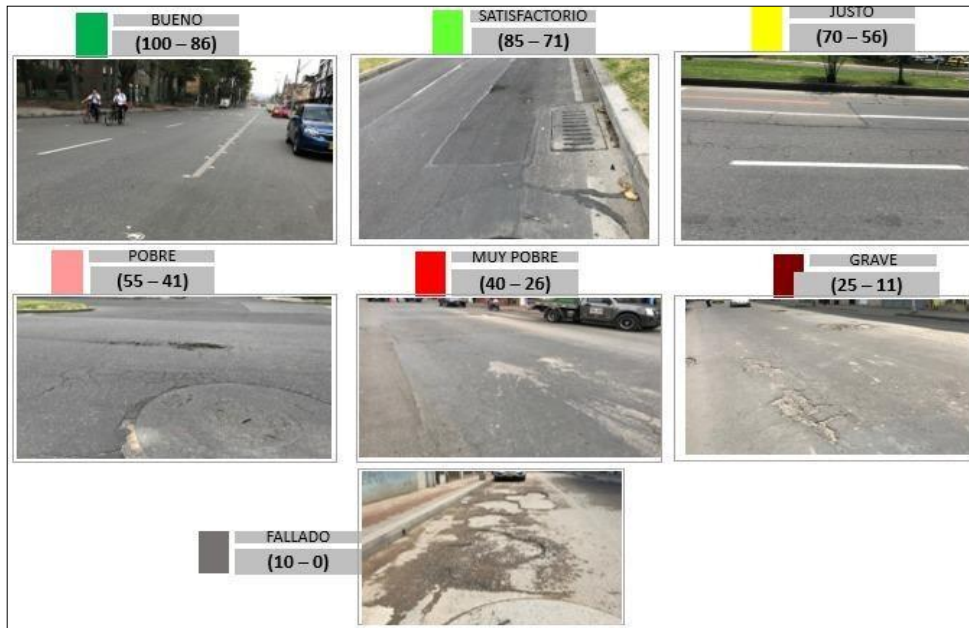 BUENO
(100 – 86)
SATISFACTORIO
(85 – 71)
JUSTO
(70 – 56)
POBRE
(55 – 41)
MUY POBRE
(40 – 26)
GRAVE
(25 – 11)
FALLADO
(10 – 0)